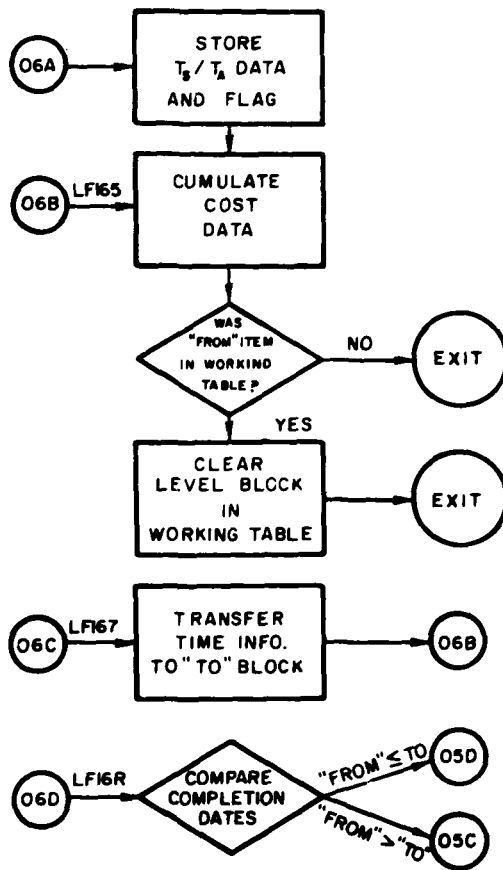 06A
STORE
Ts/TA DATA
AND FLAG
06B
LF165
CUMULATE
COST
DATA
WAS
"FROM" ITEM
IN WORKIND
TABLE?
NO
EXIT
YES
CLEAR
LEVEL BLOCK
IN
WORKING TABLE
EXIT
06C
LF167
TRANSFER
TIME INFO.
TO "TO" BLOCK
06B
06D
LF16R
COMPARE
COMPLETION
DATES
"FROM" ≤ TO
05D
"FROM" > "TO"
05C